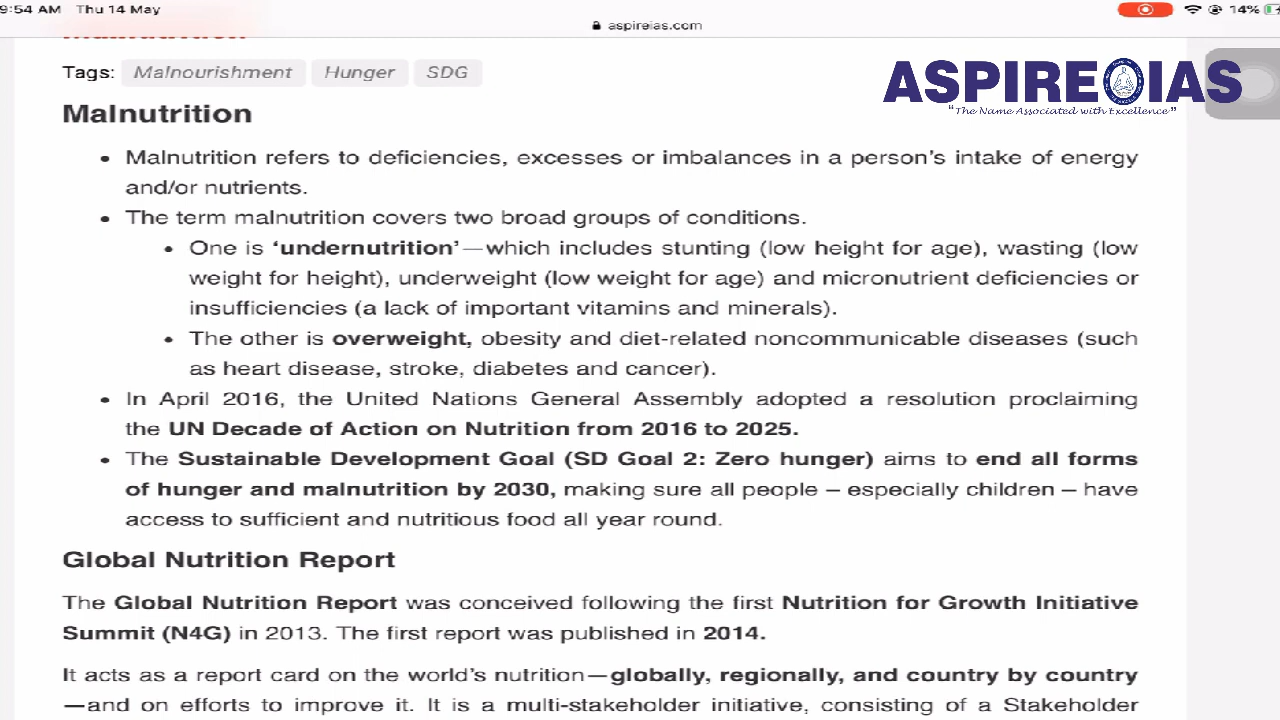 9:54 AM Thu 14 May
aspireias.com
14%
Tags: Malnourishment Hunger SDG
ASPIRE IAS
"The Name Associated with Excellence"
Malnutrition
• Malnutrition refers to deficiencies, excesses or imbalances in a person's intake of energy
and/or nutrients.
• The term malnutrition covers two broad groups of conditions.
• One is 'undernutrition'—which includes stunting (low height for age), wasting (low
weight for height), underweight (low weight for age) and micronutrient deficiencies or
insufficiencies (a lack of important vitamins and minerals).
• The other is overweight, obesity and diet-related noncommunicable diseases (such
as heart disease, stroke, diabetes and cancer).
• In April 2016, the United Nations General Assembly adopted a resolution proclaiming
the UN Decade of Action on Nutrition from 2016 to 2025.
• The Sustainable Development Goal (SD Goal 2: Zero hunger) aims to end all forms
of hunger and malnutrition by 2030, making sure all people – especially children – have
access to sufficient and nutritious food all year round.
Global Nutrition Report
The Global Nutrition Report was conceived following the first Nutrition for Growth Initiative
Summit (N4G) in 2013. The first report was published in 2014.
It acts as a report card on the world's nutrition—globally, regionally, and country by country
—and on efforts to improve it. It is a multi-stakeholder initiative, consisting of a Stakeholder